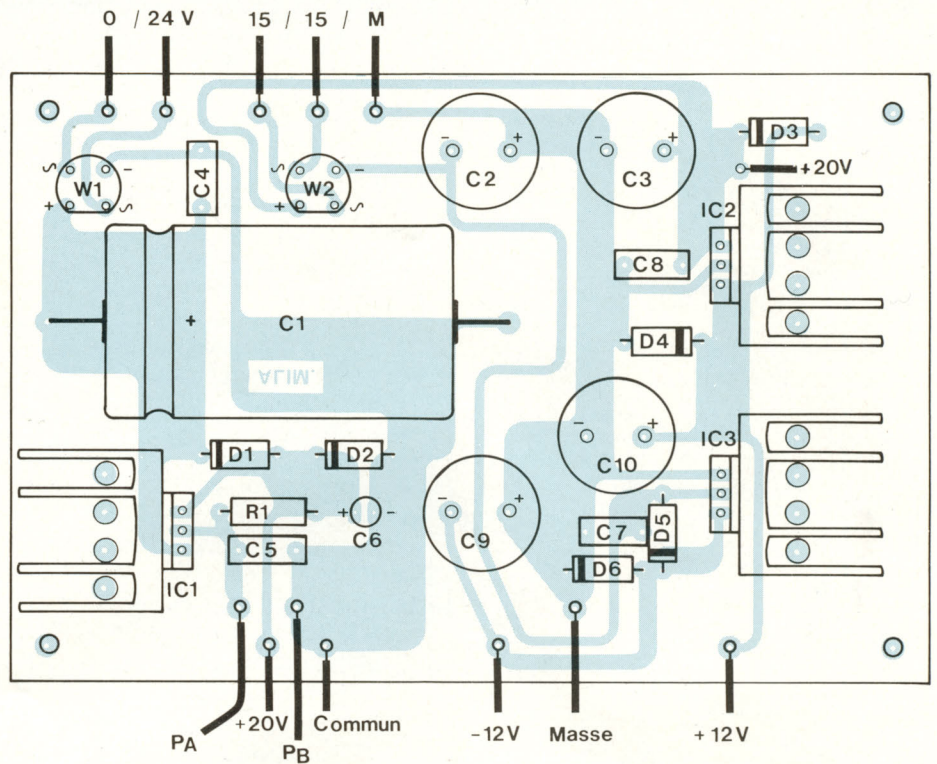 0 / 24 V 15 / 15 / M
- + - + D3
W1 - W2 - C2 C3 +20V
C4
+ + IC2
C8
+ C1
D4
MILA.
- + IC3
D1 D2 C10
R1 + - - +
C6 C9 C7 D5
C5 D6
IC1
+20V Commun -12V Masse +12V
PA PB